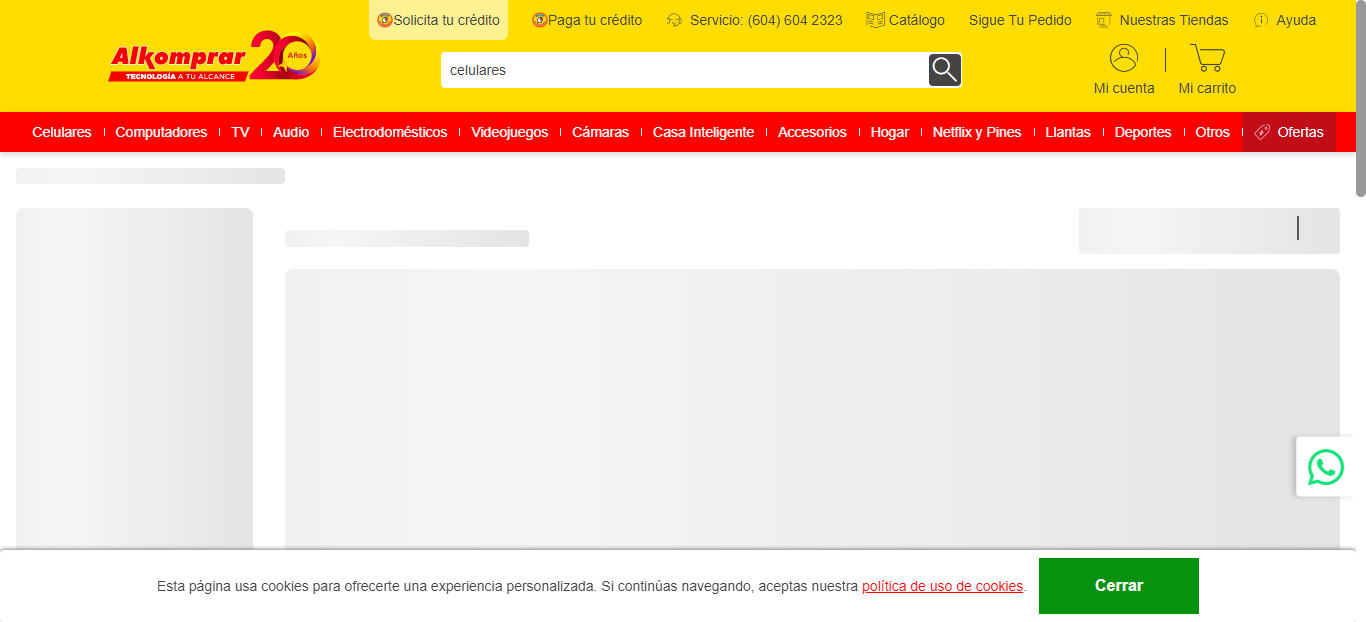 Solicita tu crédito
Paga tu crédito
Servicio: (604) 604 2323
Catálogo
Sigue Tu Pedido
Nuestras Tiendas
Ayuda
Alkomprar 20 Años
TECNOLOGÍA A TU ALCANCE
celulares
Mi cuenta
Mi carrito
Celulares
Computadores
TV
Audio
Electrodomésticos
Videojuegos
Cámaras
Casa Inteligente
Accesorios
Hogar
Netflix y Pines
Llantas
Deportes
Otros
Ofertas
Esta página usa cookies para ofrecerte una experiencia personalizada. Si continúas navegando, aceptas nuestra política de uso de cookies.
Cerrar